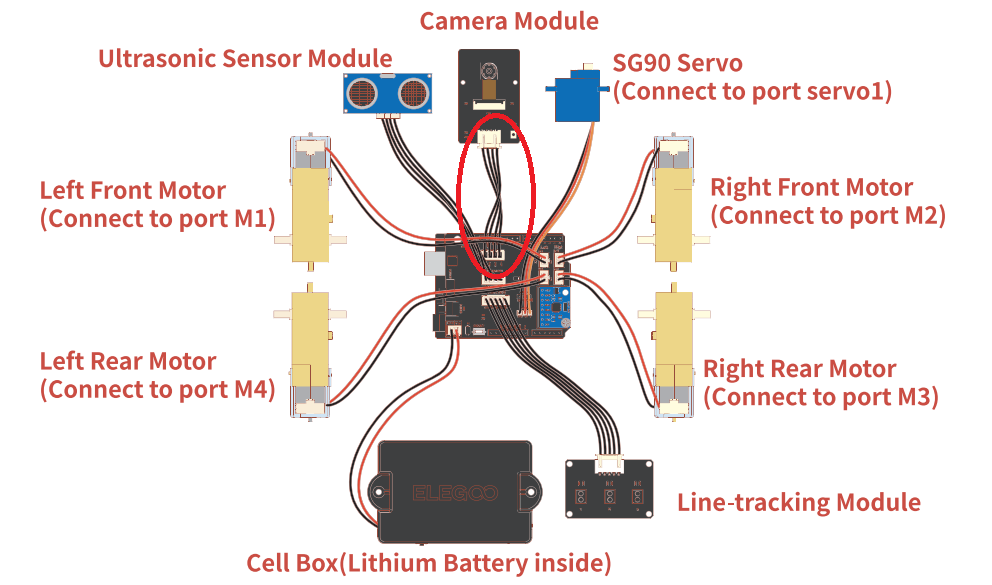 Camera Module
Ultrasonic Sensor Module
SG90 Servo
(Connect to port servo1)
Left Front Motor
(Connect to port M1)
Right Front Motor
(Connect to port M2)
Left Rear Motor
(Connect to port M4)
Right Rear Motor
(Connect to port M3)
ELEGOO
Line-tracking Module
Cell Box(Lithium Battery inside)